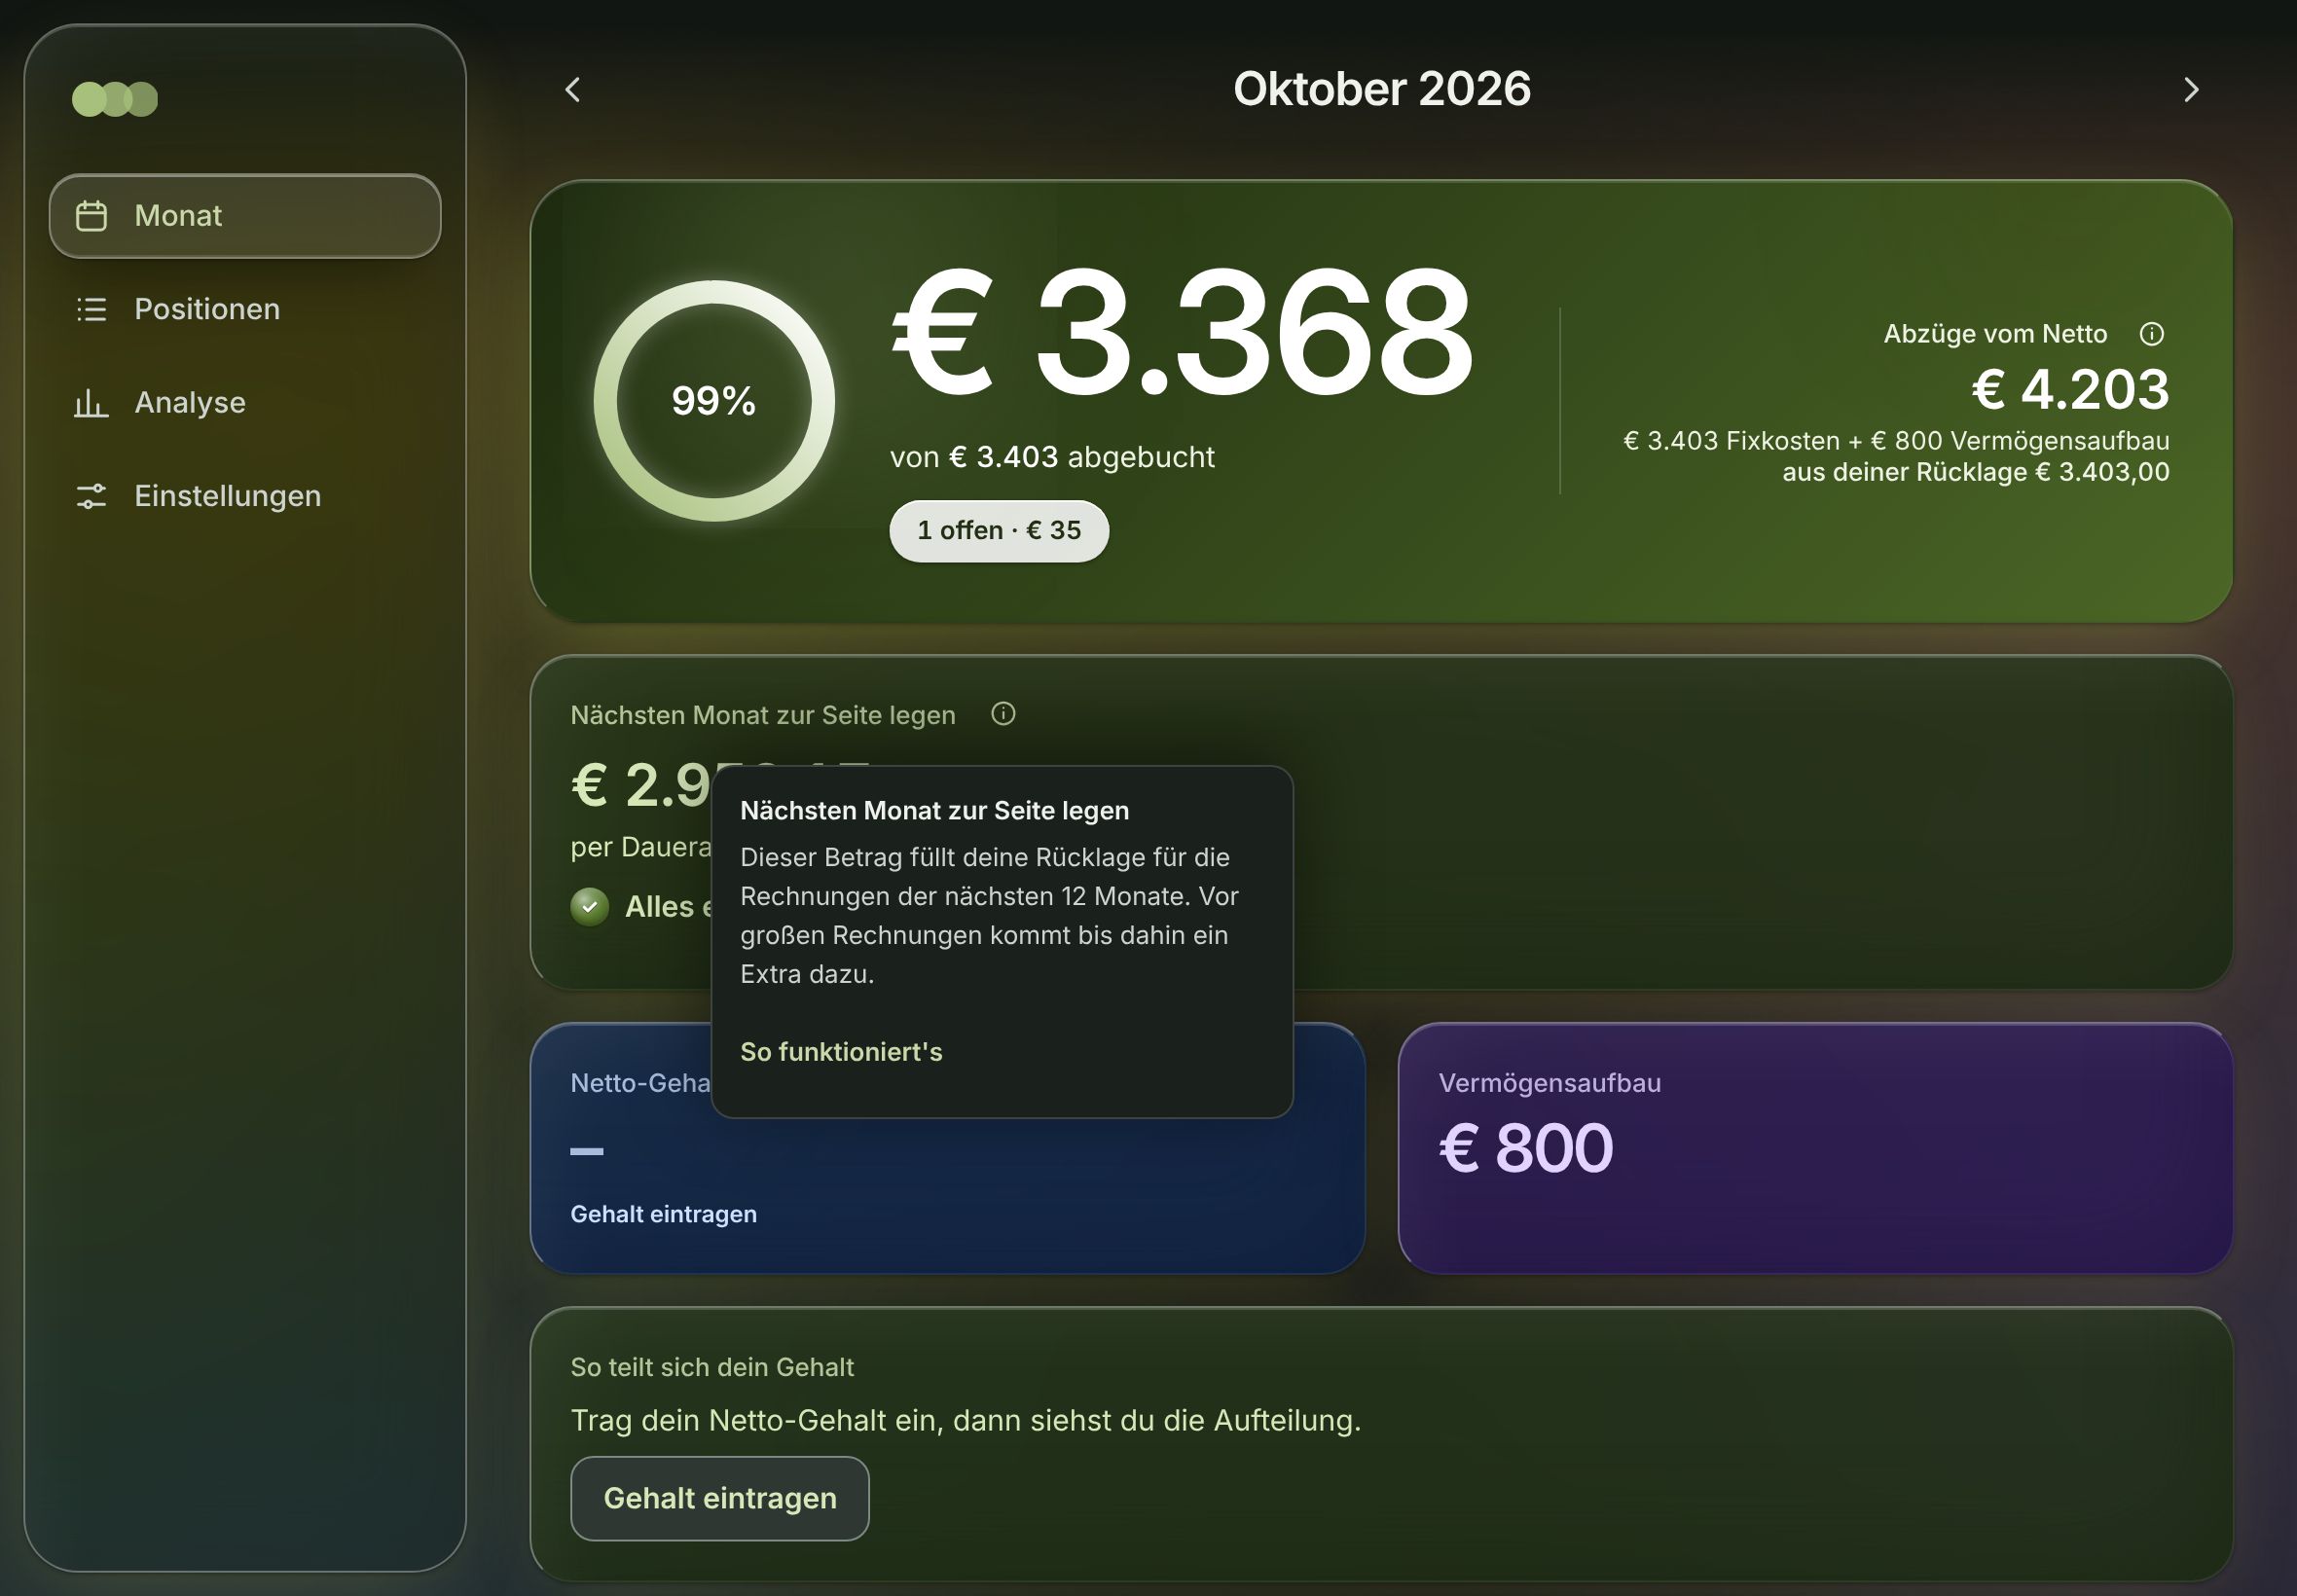 Oktober 2026
Monat
Positionen
Analyse
Einstellungen
99%
€ 3.368
von € 3.403 abgebucht
1 offen · € 35
Abzüge vom Netto
€ 4.203
€ 3.403 Fixkosten + € 800 Vermögensaufbau
aus deiner Rücklage € 3.403,00
Nächsten Monat zur Seite legen
€
per
Alles
Nächsten Monat zur Seite legen
Dieser Betrag füllt deine Rücklage für die
Rechnungen der nächsten 12 Monate. Vor
großen Rechnungen kommt bis dahin ein
Extra dazu.
So funktioniert's
–
Gehalt eintragen
Vermögensaufbau
€ 800
So teilt sich dein Gehalt
Trag dein Netto-Gehalt ein, dann siehst du die Aufteilung.
Gehalt eintragen